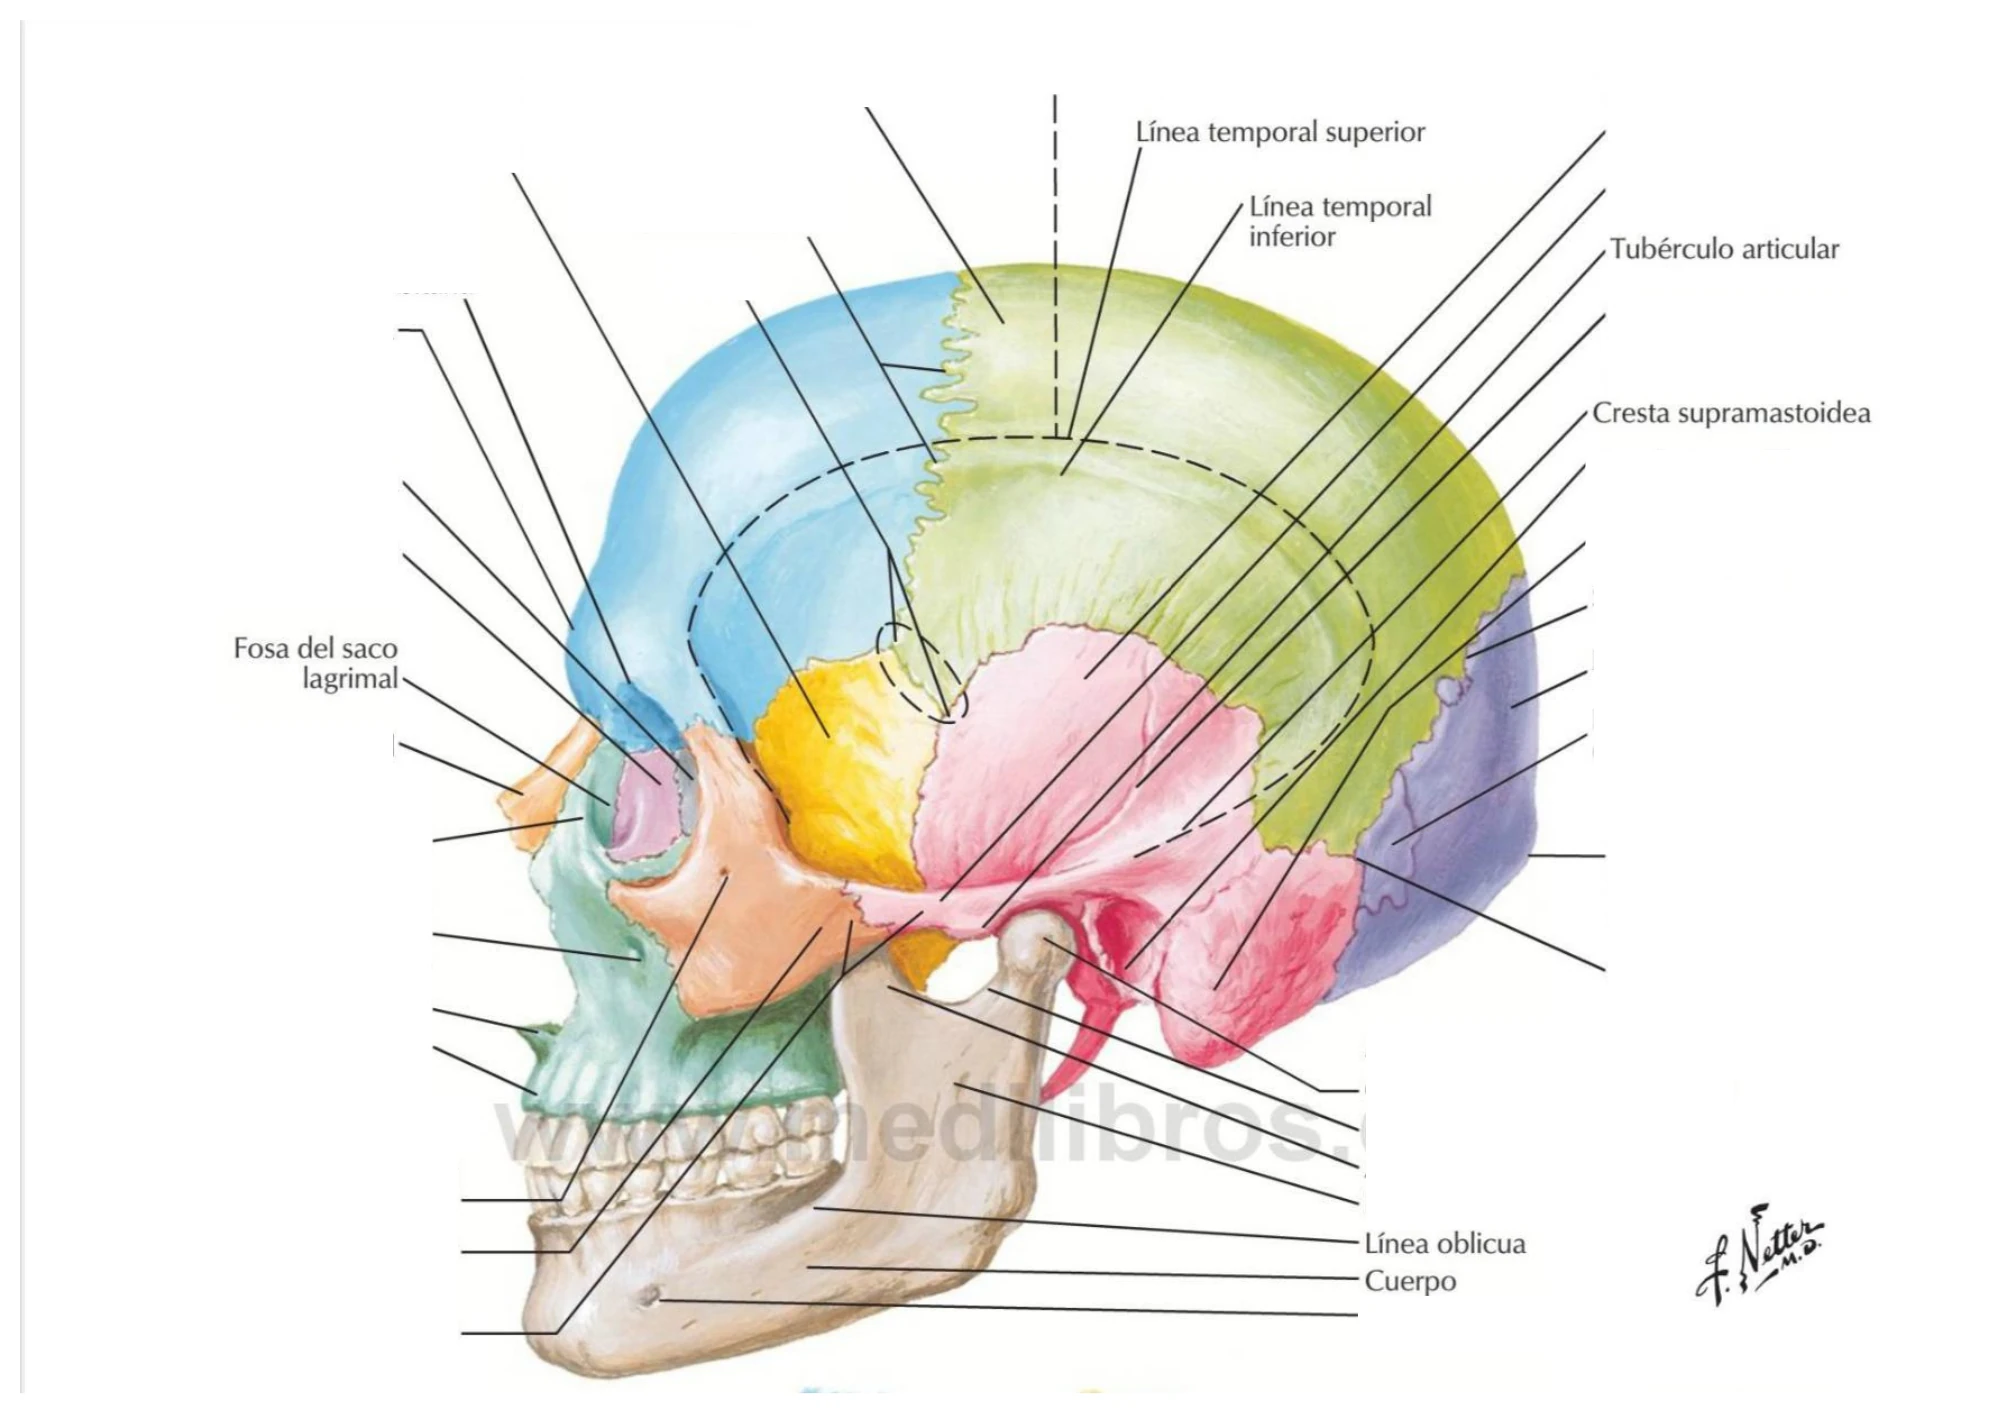 Línea temporal superior
Línea temporal
inferior
Tubérculo articular
Cresta supramastoidea
Fosa del saco
lagrimal
www.medilibros.
Línea oblicua
Cuerpo
F. Netter
M.D.